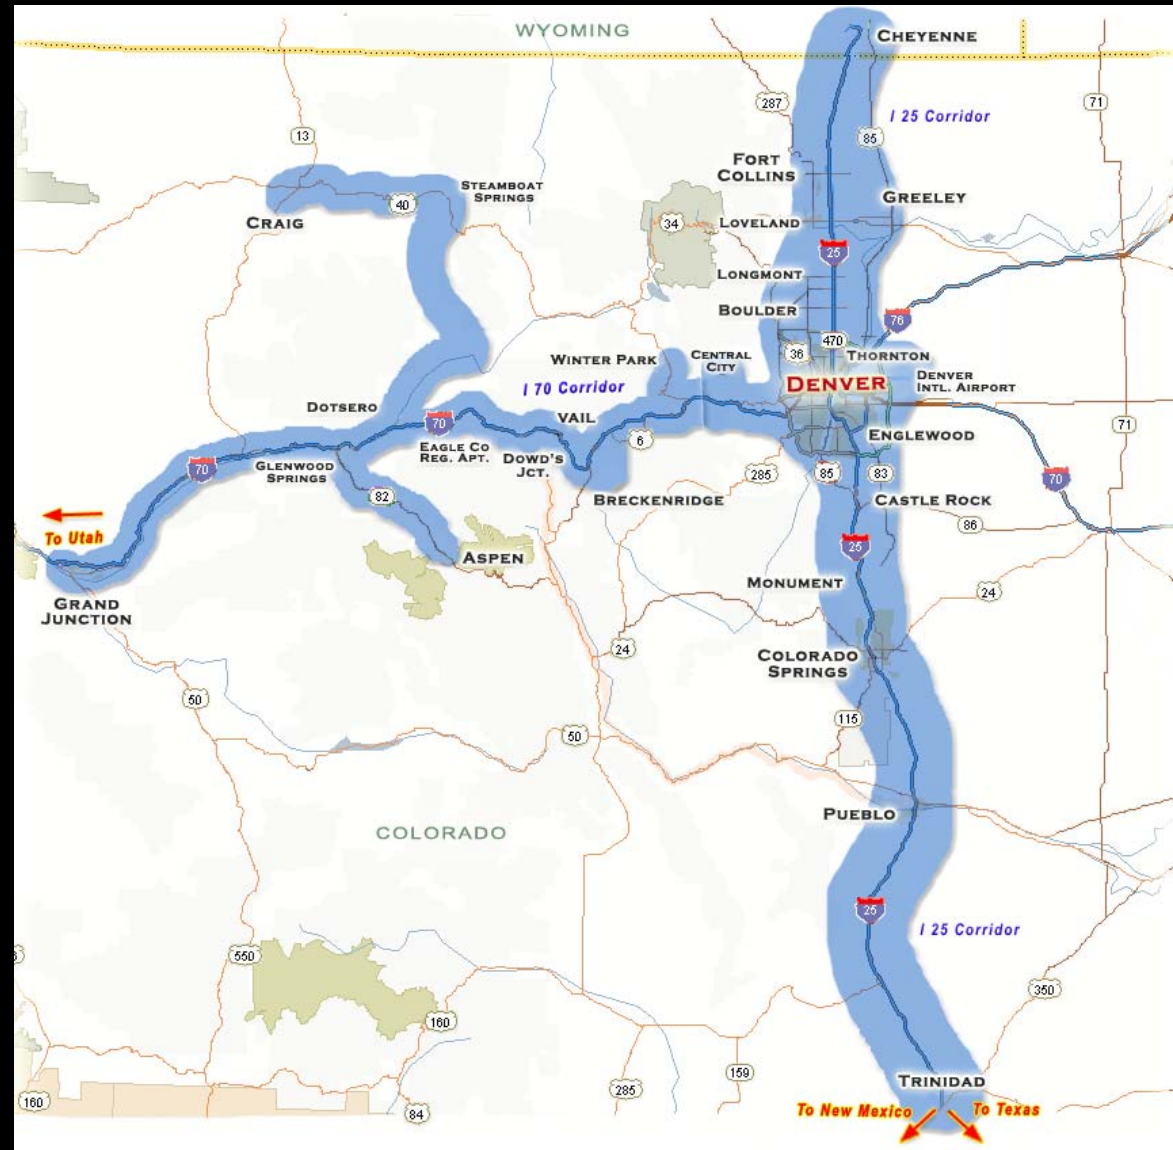 WYOMING
CHEYENNE
287
71
I 25 Corridor
13
85
FORT
COLLINS
STEAMBOAT
SPRINGS
40
GREELEY
CRAIG
34
LOVELAND
25
LONGMONT
BOULDER
76
470
36
THORNTON
WINTER PARK
CENTRAL
CITY
DENVER
DENVER
INTL. AIRPORT
I 70 Corridor
DOTSERO
VAIL
70
71
6
ENGLEWOOD
EAGLE CO
REG. APT.
DOWD'S
JCT.
70
GLENWOOD
SPRINGS
285
85
83
70
82
BRECKENRIDGE
CASTLE ROCK
86
To Utah
25
ASPEN
MONUMENT
24
GRAND
JUNCTION
24
COLORADO
SPRINGS
50
115
50
PUEBLO
COLORADO
25
I 25 Corridor
550
350
160
159
TRINIDAD
285
160
84
To New Mexico
To Texas